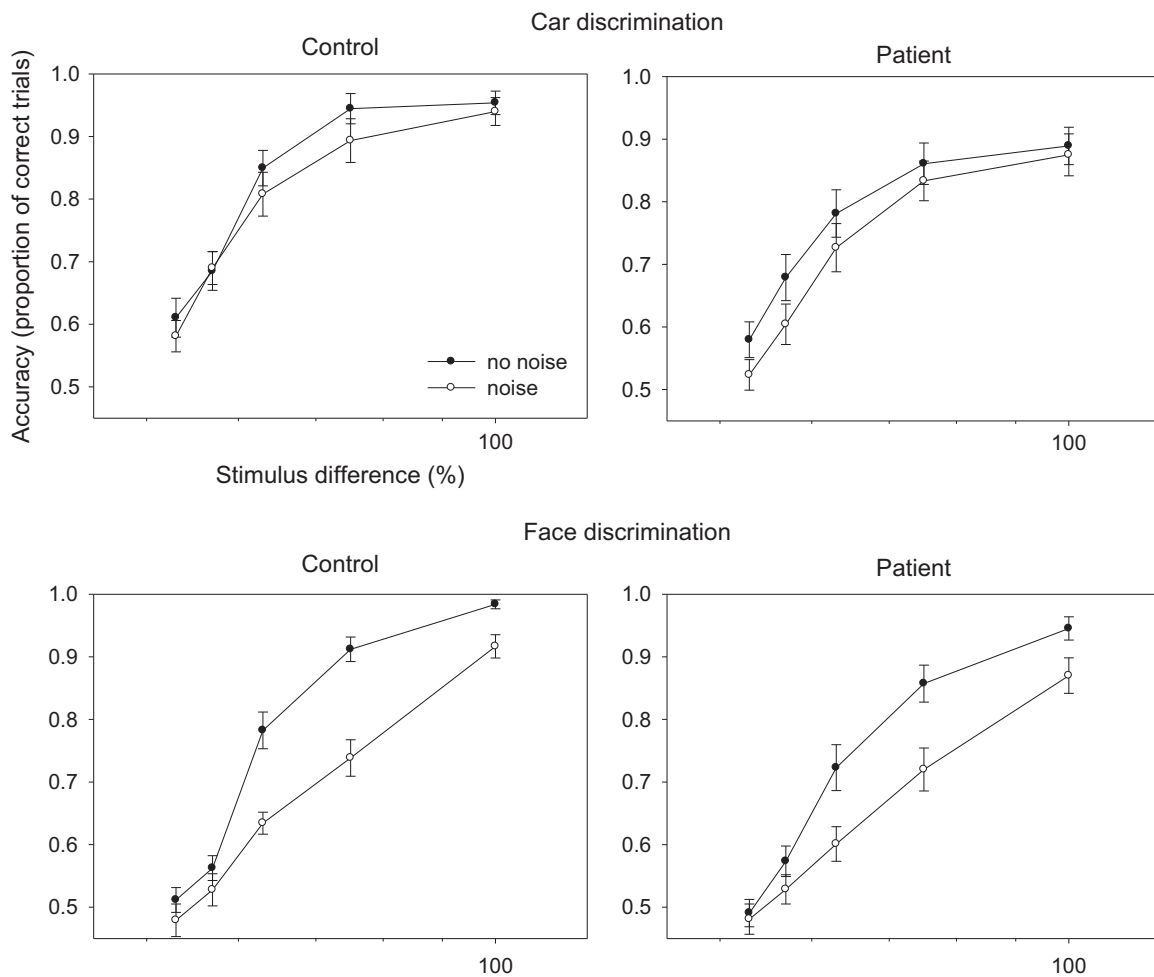 Car discrimination
Control
Patient
Accuracy (proportion of correct trials)
1.0
0.9
0.8
0.7
0.6
0.5
no noise
noise
100
Stimulus difference (%)
1.0
0.9
0.8
0.7
0.6
0.5
100
Face discrimination
Control
Patient
1.0
0.9
0.8
0.7
0.6
0.5
100
1.0
0.9
0.8
0.7
0.6
0.5
100